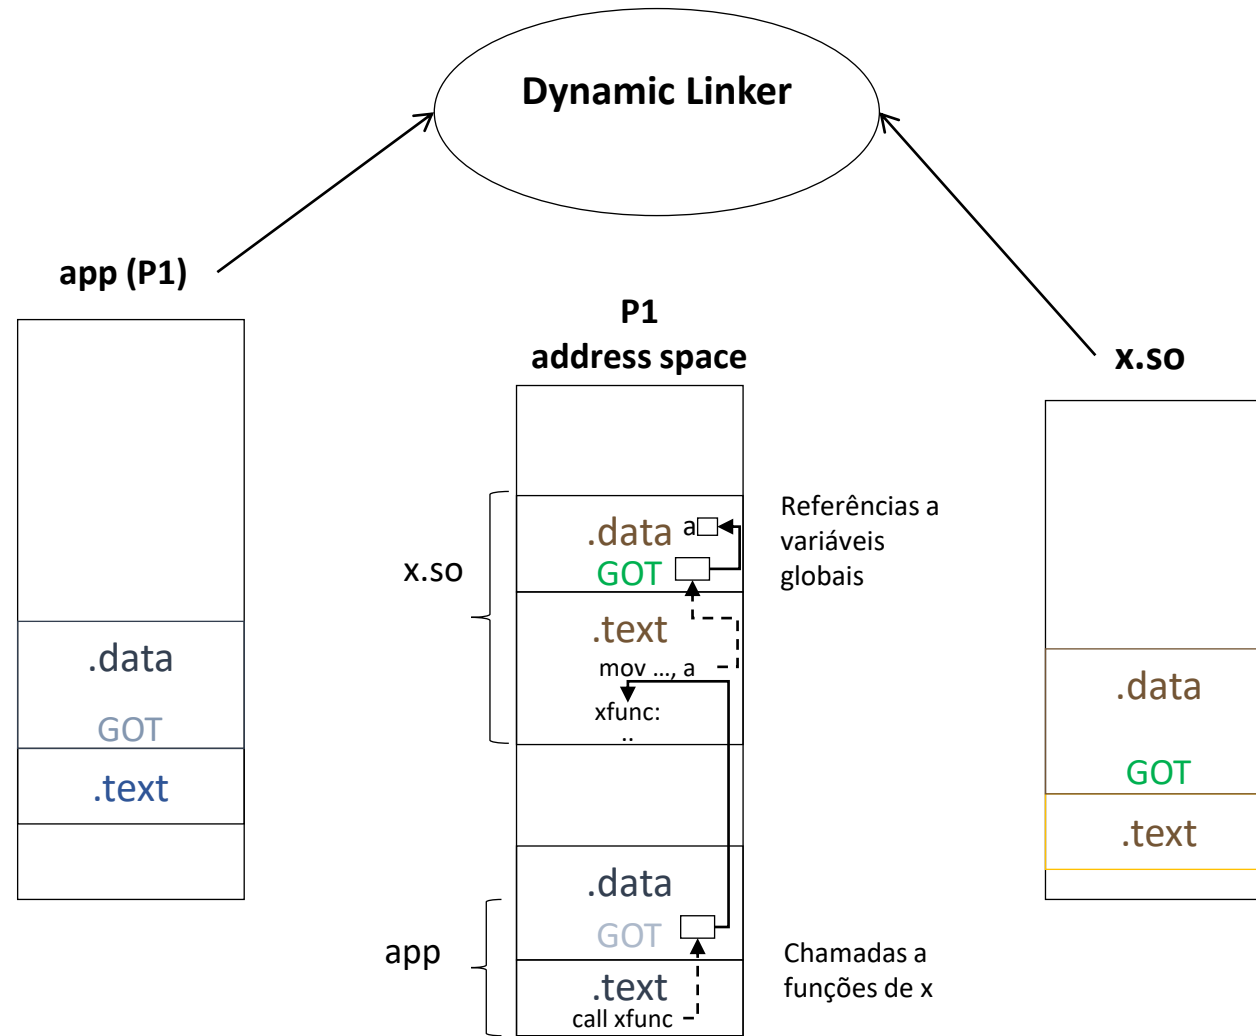 Dynamic Linker
app (P1)
.data
GOT
.text
P1
address space
x.so
.data a
GOT
.text
mov ..., a
xfunc:
..
Referências a
variáveis
globais
app
.data
GOT
.text
call xfunc
Chamadas a
funções de x
x.so
.data
GOT
.text